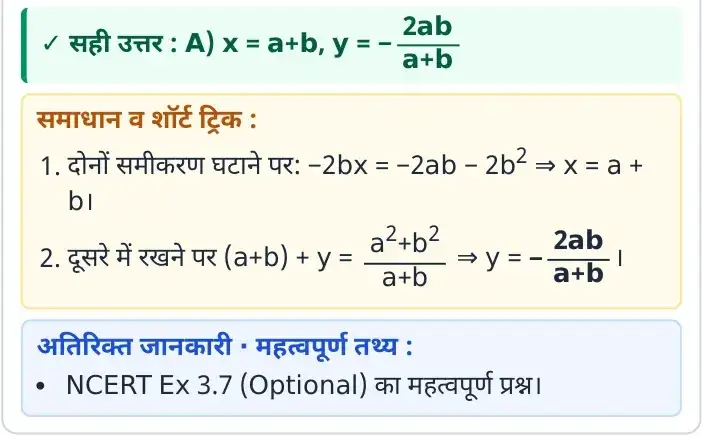 ✓ सही उत्तर : A) x = a+b, y = − 2ab/a+b
समाधान व शॉर्ट ट्रिक :
1. दोनों समीकरण घटाने पर: −2bx = −2ab − 2b² ⇒ x = a +
b।
2. दूसरे में रखने पर (a+b) + y = a²+b²/a+b ⇒ y = − 2ab/a+b ।
अतिरिक्त जानकारी · महत्वपूर्ण तथ्य :
• NCERT Ex 3.7 (Optional) का महत्वपूर्ण प्रश्न।